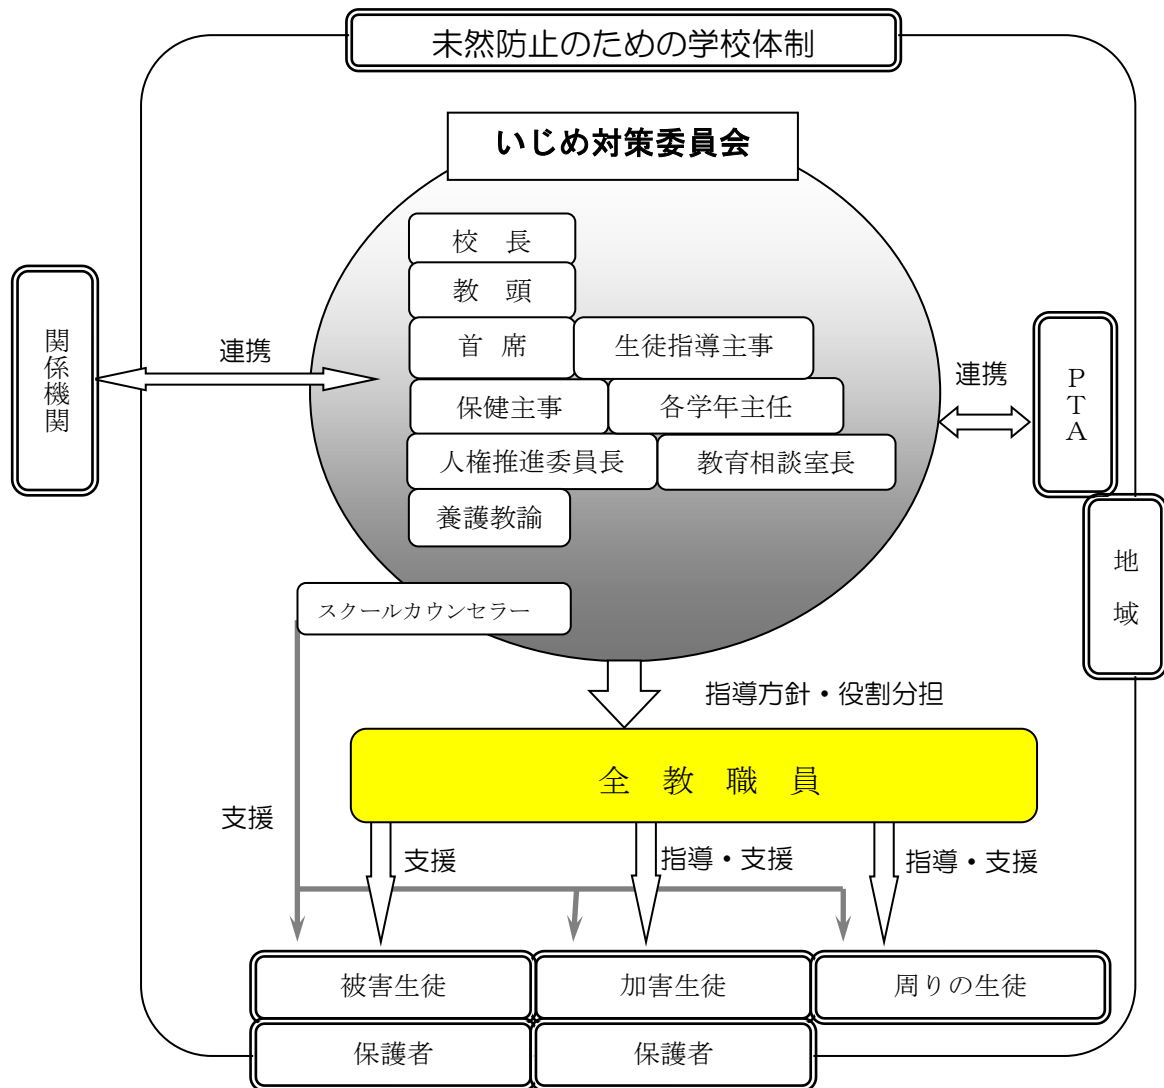 未然防止のための学校体制
いじめ対策委員会
校　長
教　頭
首 席
生徒指導主事
保健主事
各学年主任
人権推進委員長
教育相談室長
養護教諭
スクールカウンセラー
関係機関
連携
連携
PTA
地域
指導方針・役割分担
全　教　職　員
支援
支援
指導・支援
指導・支援
被害生徒
加害生徒
周りの生徒
保護者
保護者